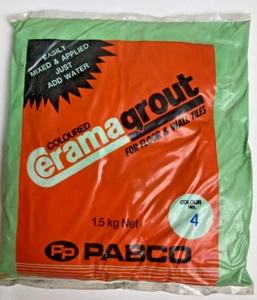 EASILY
MIXED & APPLIED
JUST
ADD WATER
COLOURED
Ceramagrout
FOR FLOOR & WALL TILES
1.5 kg Net
COLOUR
No.
4
PP PABCO